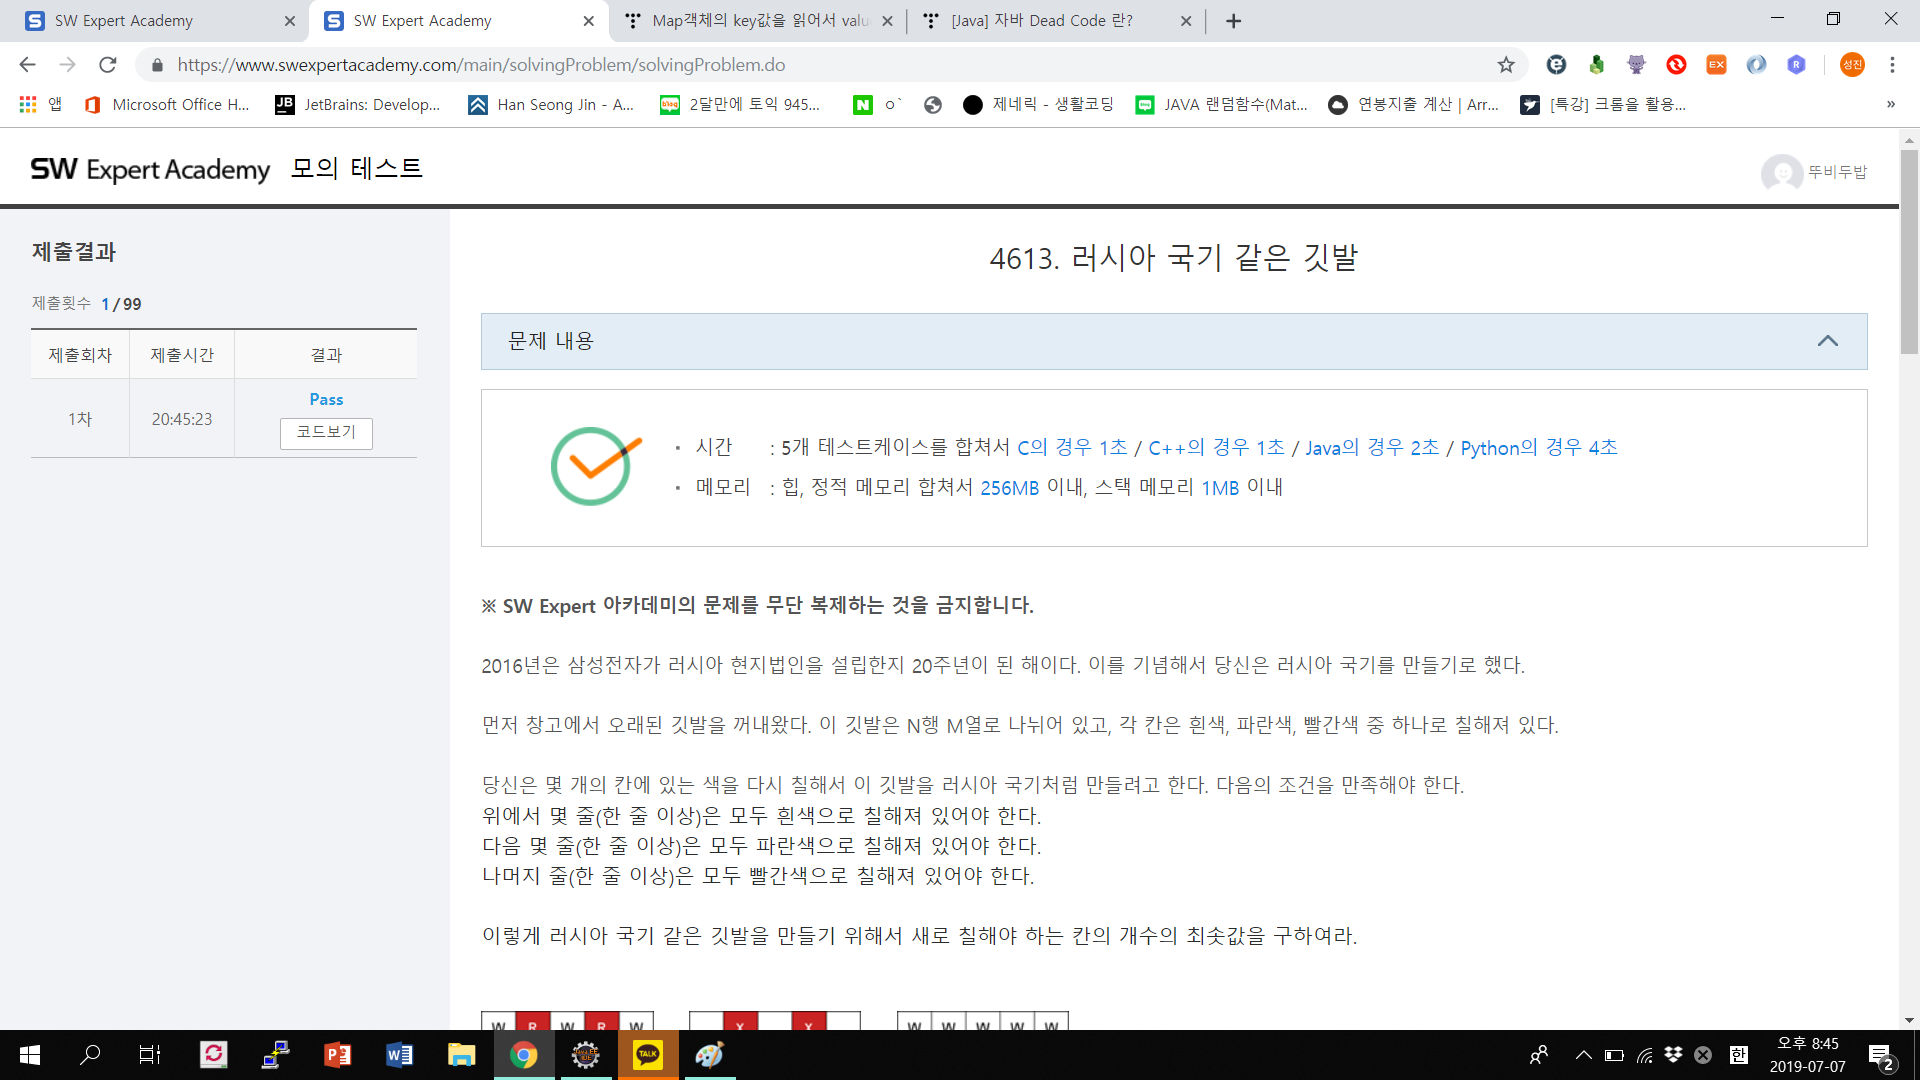 SW Expert Academy
SW Expert Academy
Map객체의 key값을 읽어서 valu
[Java] 자바 Dead Code 란?
https://www.swexpertacademy.com/main/solvingProblem/solvingProblem.do
성진
앱
Microsoft Office H...
JetBrains: Develop...
Han Seong Jin - A...
2달만에 토익 945...
ㅇ`
제네릭 - 생활코딩
JAVA 랜덤함수(Mat...
연봉지출 계산 | Arr...
[특강] 크롬을 활용...
SW Expert Academy 모의 테스트
뚜비두밥
제출결과
제출횟수 1 / 99
제출회차 제출시간 결과
1차 20:45:23 Pass
코드보기
4613. 러시아 국기 같은 깃발
문제 내용
· 시간 : 5개 테스트케이스를 합쳐서 C의 경우 1초 / C++의 경우 1초 / Java의 경우 2초 / Python의 경우 4초
· 메모리 : 힙, 정적 메모리 합쳐서 256MB 이내, 스택 메모리 1MB 이내
※ SW Expert 아카데미의 문제를 무단 복제하는 것을 금지합니다.
2016년은 삼성전자가 러시아 현지법인을 설립한지 20주년이 된 해이다. 이를 기념해서 당신은 러시아 국기를 만들기로 했다.
먼저 창고에서 오래된 깃발을 꺼내왔다. 이 깃발은 N행 M열로 나뉘어 있고, 각 칸은 흰색, 파란색, 빨간색 중 하나로 칠해져 있다.
당신은 몇 개의 칸에 있는 색을 다시 칠해서 이 깃발을 러시아 국기처럼 만들려고 한다. 다음의 조건을 만족해야 한다.
위에서 몇 줄(한 줄 이상)은 모두 흰색으로 칠해져 있어야 한다.
다음 몇 줄(한 줄 이상)은 모두 파란색으로 칠해져 있어야 한다.
나머지 줄(한 줄 이상)은 모두 빨간색으로 칠해져 있어야 한다.
이렇게 러시아 국기 같은 깃발을 만들기 위해서 새로 칠해야 하는 칸의 개수의 최솟값을 구하여라.
W R W R W X X W W W W W
TALK
한
오후 8:45
2019-07-07
2